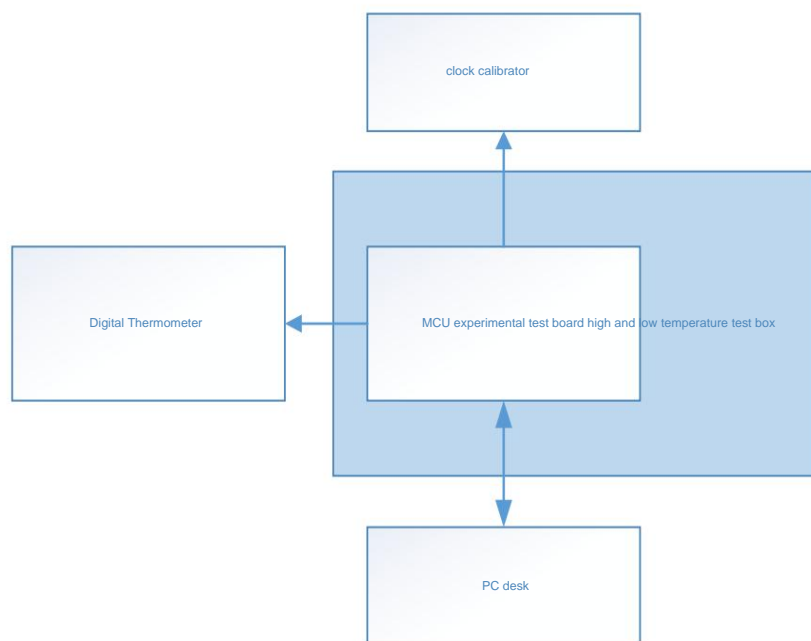 clock calibrator
Digital Thermometer
MCU experimental test board high and low temperature test box
PC desk